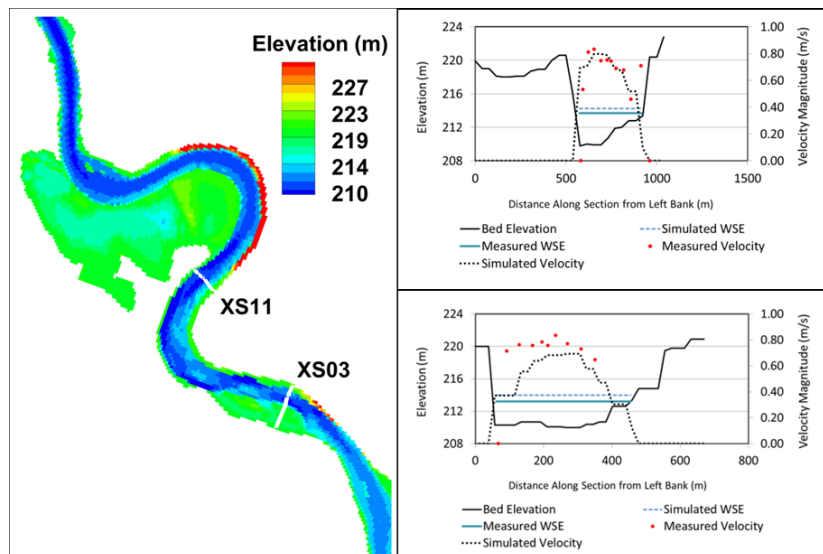 Elevation (m)
227
223
219
214
210
XS11
XS03
224
220
216
212
208
Elevation (m)
1.00
0.80
0.60
0.40
0.20
0.00
Velocity Magnitude (m/s)
0
500
1000
1500
Distance Along Section from Left Bank (m)
Bed Elevation
Simulated WSE
Measured WSE
Measured Velocity
Simulated Velocity
224
220
216
212
208
Elevation (m)
1.00
0.80
0.60
0.40
0.20
0.00
Velocity Magnitude (m/s)
0
200
400
600
800
Distance Along Section from Left Bank (m)
Bed Elevation
Simulated WSE
Measured WSE
Measured Velocity
Simulated Velocity